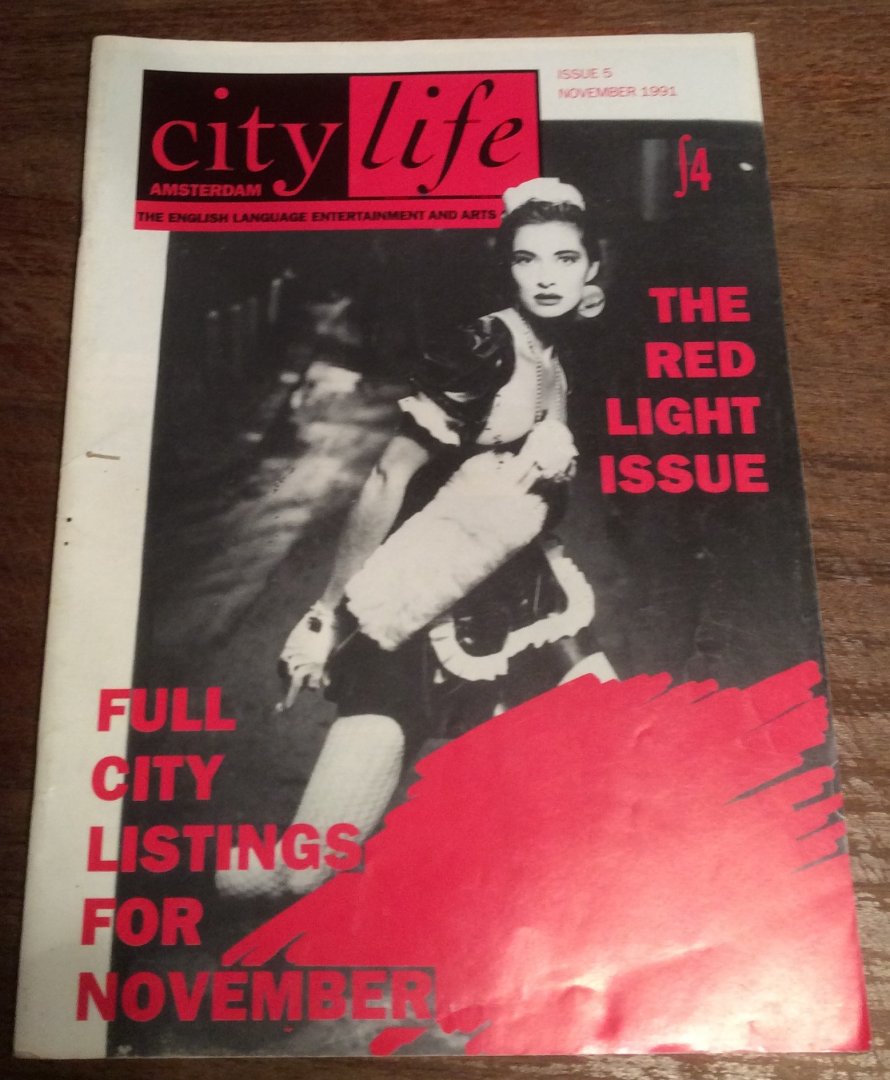 city life
AMSTERDAM
THE ENGLISH LANGUAGE ENTERTAINMENT AND ARTS
ISSUE 5
NOVEMBER 1991
ƒ4
THE
RED
LIGHT
ISSUE
FULL
CITY
LISTINGS
FOR
NOVEMBER